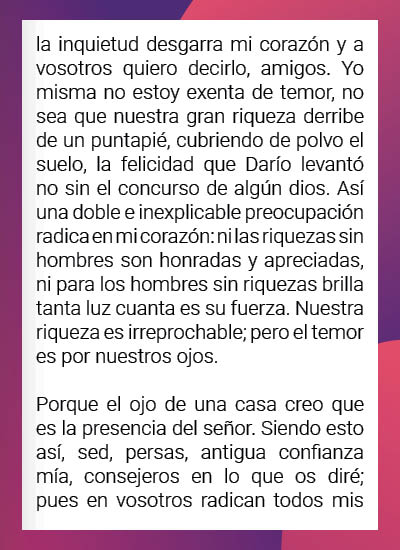 la inquietud desgarra mi corazón y a
vosotros quiero decirlo, amigos. Yo
misma no estoy exenta de temor, no
sea que nuestra gran riqueza derribe
de un puntapié, cubriendo de polvo el
suelo, la felicidad que Darío levantó
no sin el concurso de algún dios. Así
una doble e inexplicable preocupación
radica en mi corazón: ni las riquezas sin
hombres son honradas y apreciadas,
ni para los hombres sin riquezas brilla
tanta luz cuanta es su fuerza. Nuestra
riqueza es irreprochable; pero el temor
es por nuestros ojos.

Porque el ojo de una casa creo que
es la presencia del señor. Siendo esto
así, sed, persas, antigua confianza
mía, consejeros en lo que os diré;
pues en vosotros radican todos mis